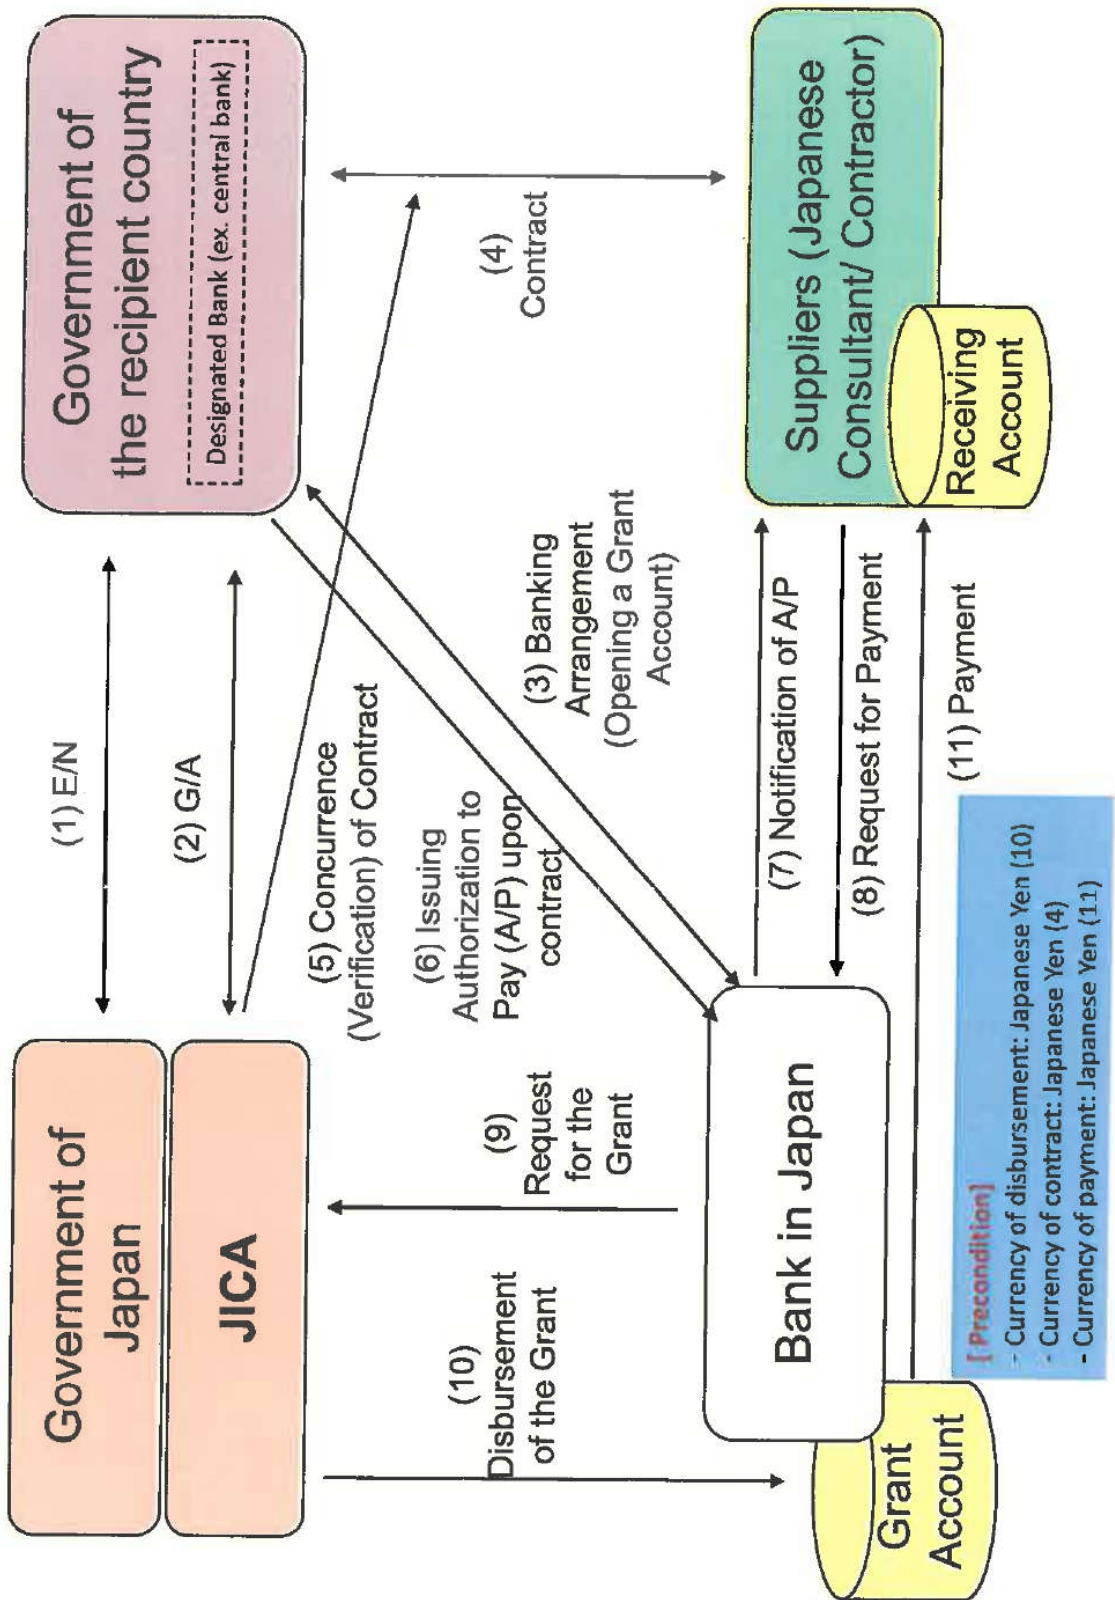 Government of
Japan
JICA
Government of
the recipient country
Designated Bank (ex. central bank)
(1) E/N
(2) G/A
(5) Concurrence
(Verification) of Contract
(6) Issuing
Authorization to
Pay (A/P) upon
contract
(4)
Contract
(3) Banking
Arrangement
(Opening a Grant
Account)
(9)
Request
for the
Grant
(10)
Disbursement
of the Grant
Bank in Japan
Grant
Account
(7) Notification of A/P
(8) Request for Payment
(11) Payment
Suppliers (Japanese
Consultant/ Contractor)
Receiving
Account
[ Precondition]
- Currency of disbursement: Japanese Yen (10)
- Currency of contract: Japanese Yen (4)
- Currency of payment: Japanese Yen (11)